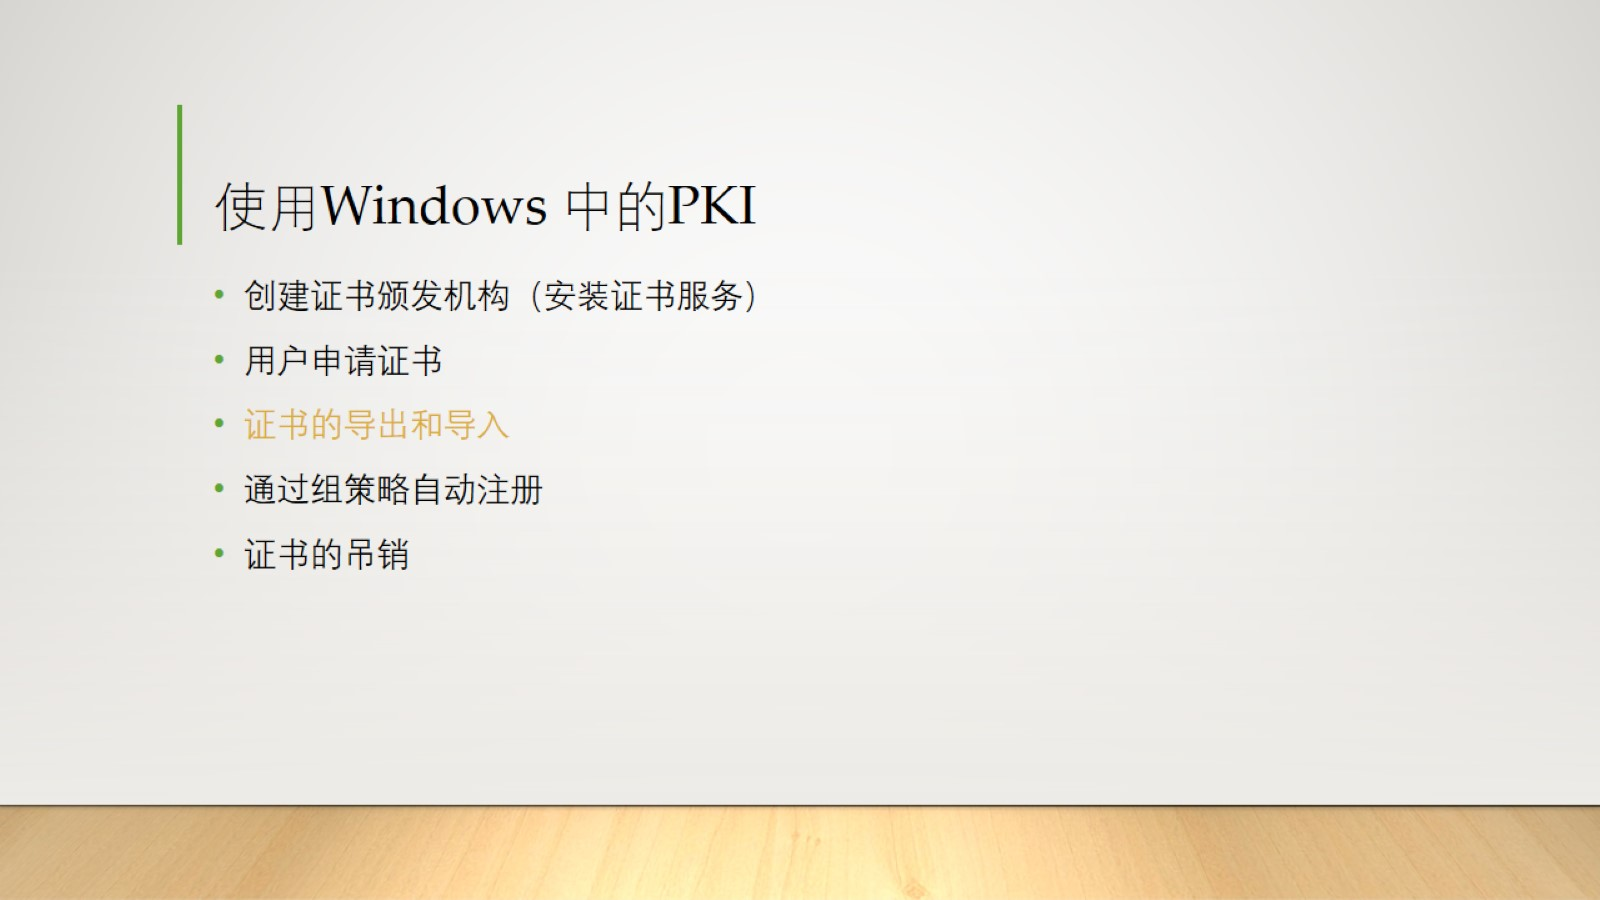 使用Windows 中的PKI
• 创建证书颁发机构（安装证书服务）
• 用户申请证书
• 证书的导出和导入
• 通过组策略自动注册
• 证书的吊销